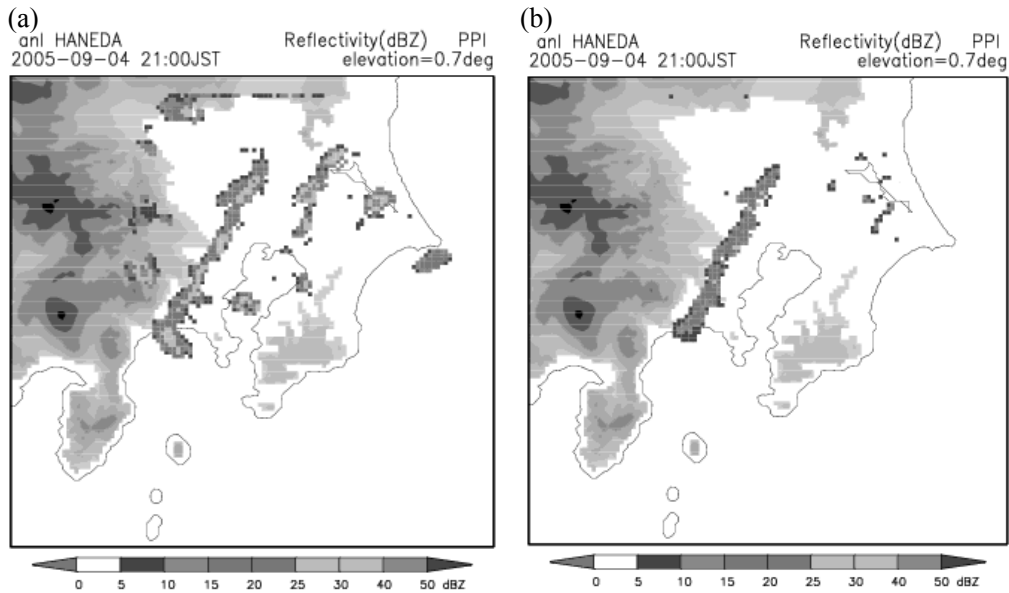 (a)
anl HANEDA Reflectivity(dBZ) PPI
2005-09-04 21:00JST elevation=0.7deg
0 5 10 15 20 25 30 40 50 dBZ
(b)
anl HANEDA Reflectivity(dBZ) PPI
2005-09-04 21:00JST elevation=0.7deg
0 5 10 15 20 25 30 40 50 dBZ